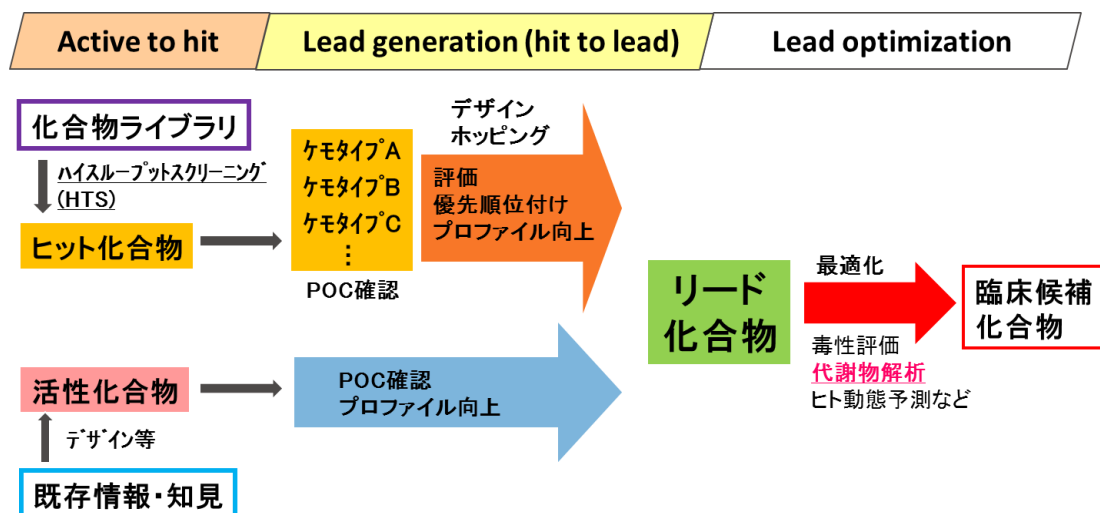 Active to hit
Lead generation (hit to lead)
Lead optimization
化合物ライブラリ
ハイスループットスクリーニング
(HTS)
ヒット化合物
ケモタイプA
ケモタイプB
ケモタイプC
⋮
POC確認
デザイン
ホッピング
評価
優先順位付け
プロファイル向上
活性化合物
デザイン等
既存情報・知見
POC確認
プロファイル向上
リード
化合物
最適化
毒性評価
代謝物解析
ヒト動態予測など
臨床候補
化合物